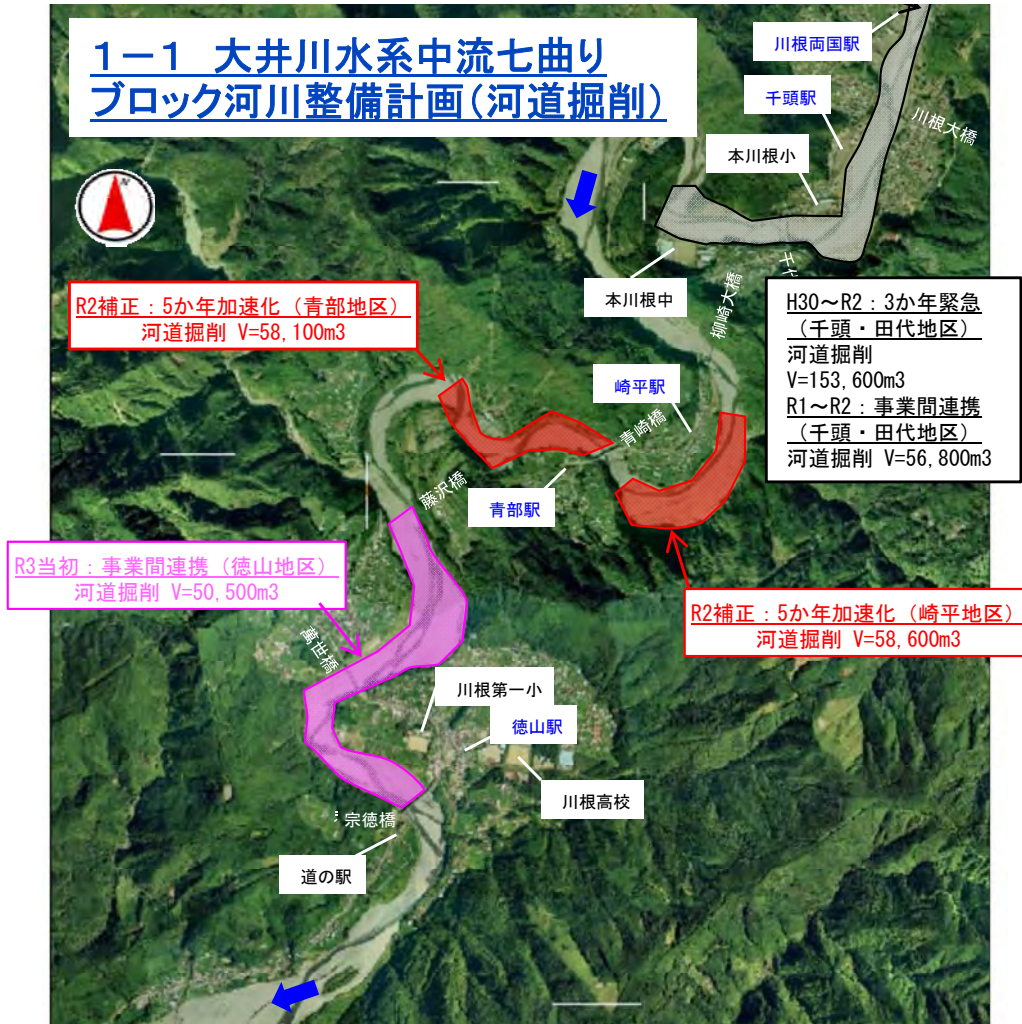 1-1 大井川水系中流七曲り
ブロック河川整備計画(河道掘削)
川根両国駅
千頭駅
川根大橋
本川根小
N
本川根中
柳崎大橋
R2補正:5か年加速化(青部地区)
河道掘削 V=58,100m3
H30~R2:3か年緊急
(千頭・田代地区)
河道掘削
V=153,600m3
R1~R2:事業間連携
(千頭・田代地区)
河道掘削 V=56,800m3
崎平駅
青崎橋
藤沢橋
青部駅
R3当初:事業間連携(徳山地区)
河道掘削 V=50,500m3
R2補正:5か年加速化(崎平地区)
河道掘削 V=58,600m3
萬世橋
川根第一小
徳山駅
川根高校
宗徳橋
道の駅